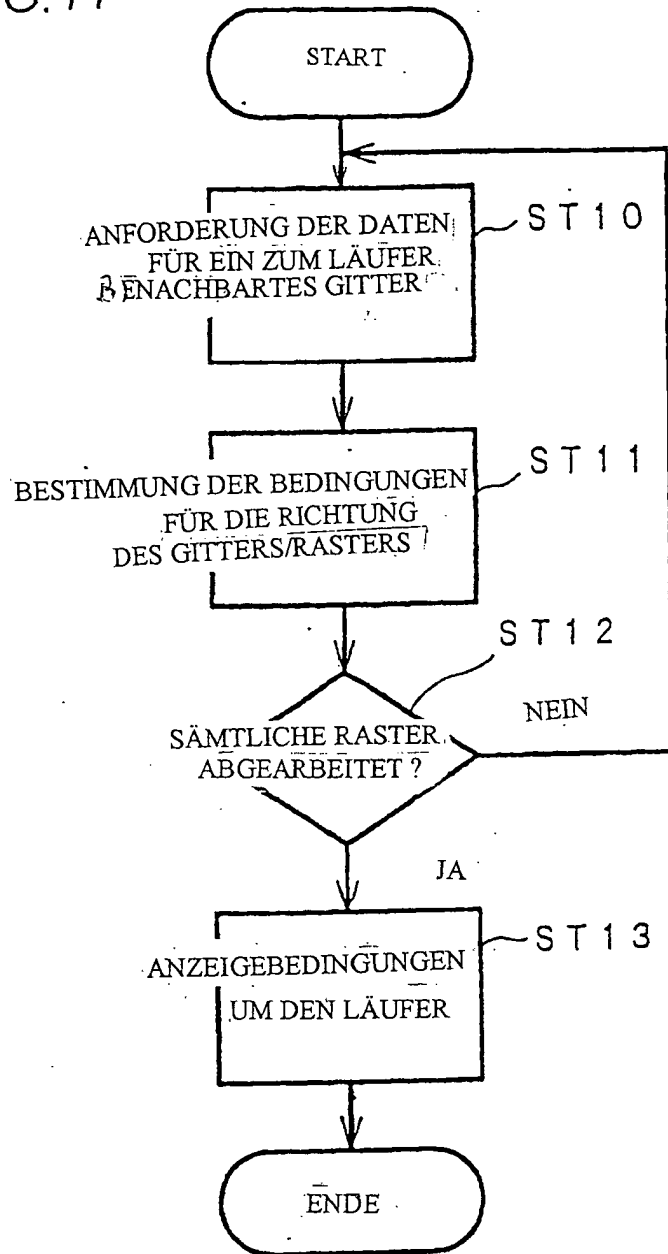 START
ANFORDERUNG DER DATEN
FÜR EIN ZUM LÄUFER
BENACHBARTES GITTER
ST10
BESTIMMUNG DER BEDINGUNGEN
FÜR DIE RICHTUNG
DES GITTERS/RASTERS
ST11
ST12
SÄMTLICHE RASTER
ABGEARBEITET ?
NEIN
JA
ANZEIGEBEDINGUNGEN
UM DEN LÄUFER
ST13
ENDE